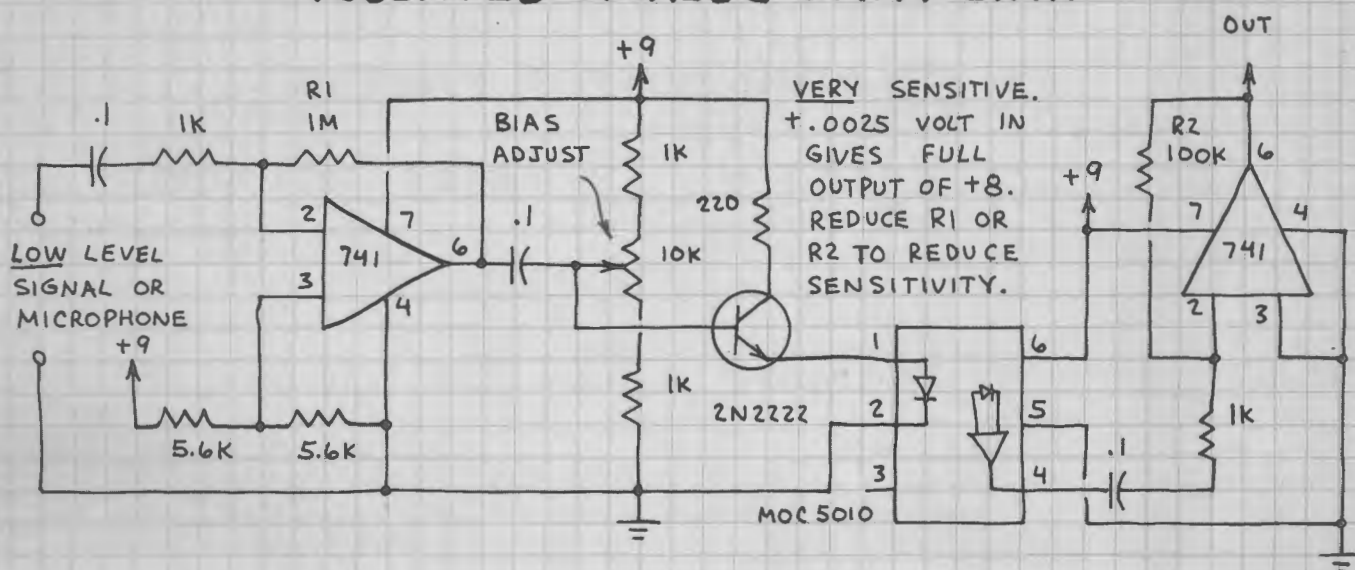 OUT
+9
.1
1K
R1
1M
BIAS
ADJUST
1K
VERY SENSITIVE.
+.0025 VOLT IN
GIVES FULL
OUTPUT OF +8.
REDUCE R1 OR
R2 TO REDUCE
SENSITIVITY.
R2
100K
+9
6
7
4
741
2
3
2
7
741
6
3
4
.1
10K
220
LOW LEVEL
SIGNAL OR
MICROPHONE
+9
5.6K
5.6K
1K
2N2222
1
6
2
5
3
4
MOC5010
.1
1K